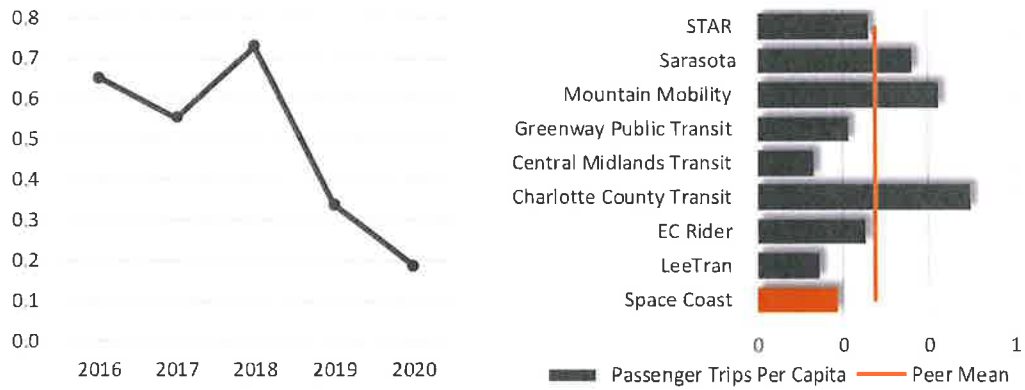 0.8
0.7
0.6
0.5
0.4
0.3
0.2
0.1
0.0
2016 2017 2018 2019 2020
STAR
Sarasota
Mountain Mobility
Greenway Public Transit
Central Midlands Transit
Charlotte County Transit
EC Rider
LeeTran
Space Coast
0 0 0 1
Passenger Trips Per Capita Peer Mean